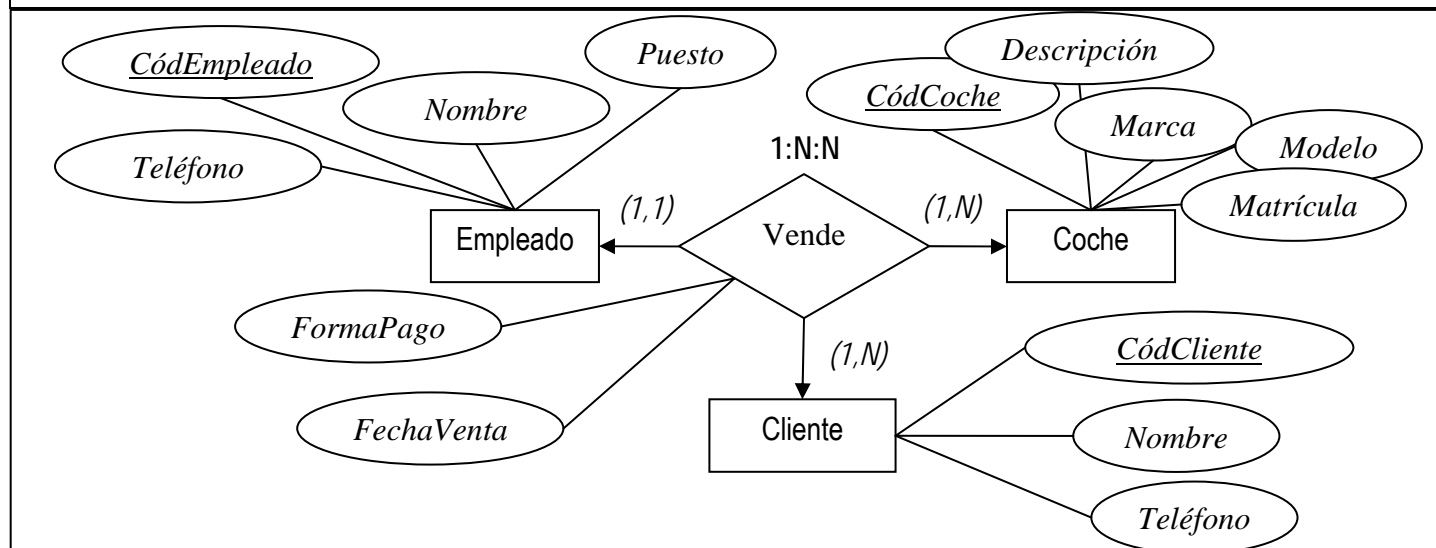 CódEmpleado
Puesto
Nombre
Teléfono
Descripción
CódCoche
Marca
Modelo
Matrícula
1:N:N
(1,1)
(1,N)
Empleado
Vende
Coche
FormaPago
FechaVenta
(1,N)
Cliente
CódCliente
Nombre
Teléfono